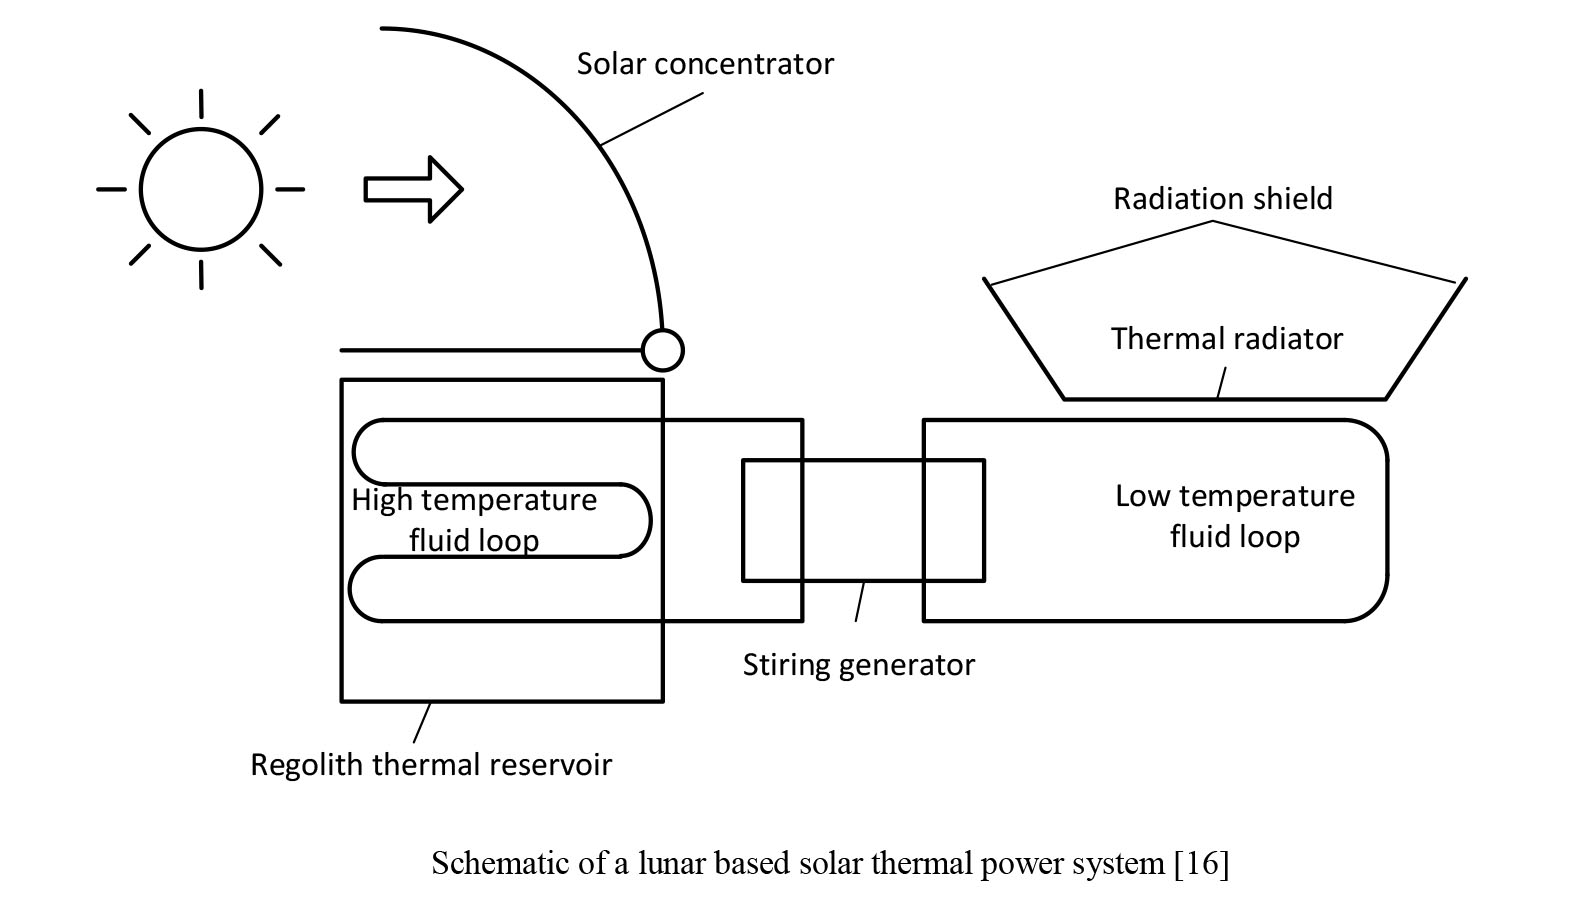 Solar concentrator
Radiation shield
Thermal radiator
High temperature
fluid loop
Low temperature
fluid loop
Stiring generator
Regolith thermal reservoir
Schematic of a lunar based solar thermal power system [16]